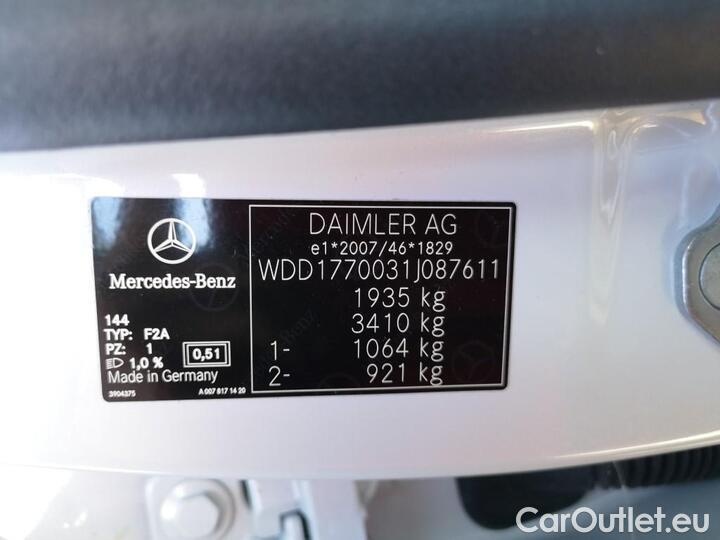 Mercedes-Benz
144
TYP: F2A
PZ: 1
1,0 %
0,51
Made in Germany
3904375
A 007 817 14 20
DAIMLER AG
e1*2007/46*1829
WDD1770031J087611
1935 kg
3410 kg
1- 1064 kg
2- 921 kg
CarOutlet.eu